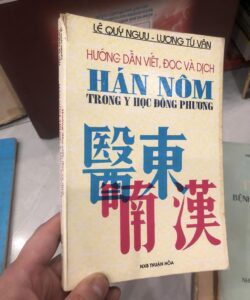 LÊ QUÝ NGƯU - LƯƠNG TÚ VÂN
HƯỚNG DẪN VIẾT, ĐỌC VÀ DỊCH
HÁN NÔM
TRONG Y HỌC ĐÔNG PHƯƠNG
醫東
喃漢
NXB THUẬN HÓA